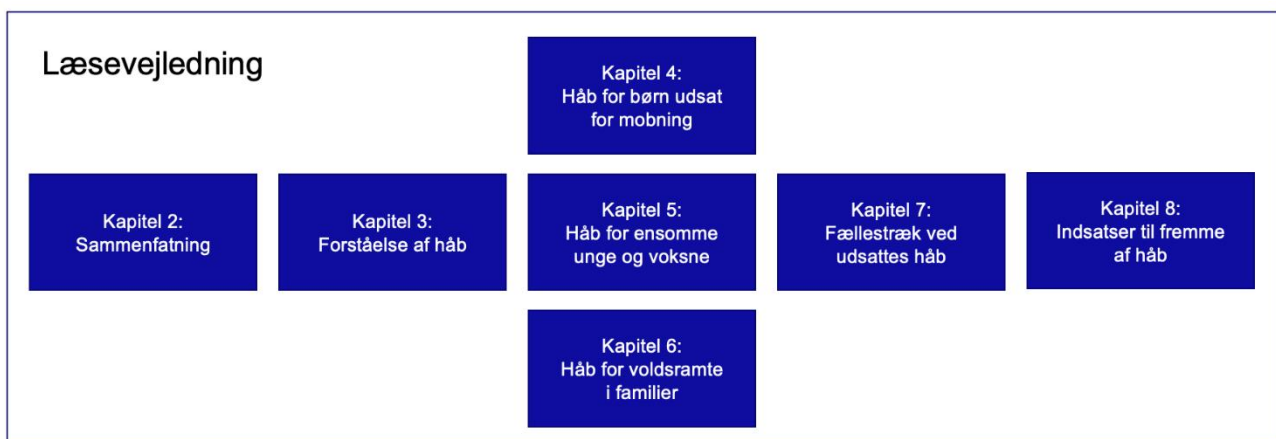 Læsevejledning
Kapitel 2:
Sammenfatning
Kapitel 3:
Forståelse af håb
Kapitel 4:
Håb for børn udsat
for mobning
Kapitel 5:
Håb for ensomme
unge og voksne
Kapitel 6:
Håb for voldsramte
i familier
Kapitel 7:
Fællestræk ved
udsattes håb
Kapitel 8:
Indsatser til fremme
af håb